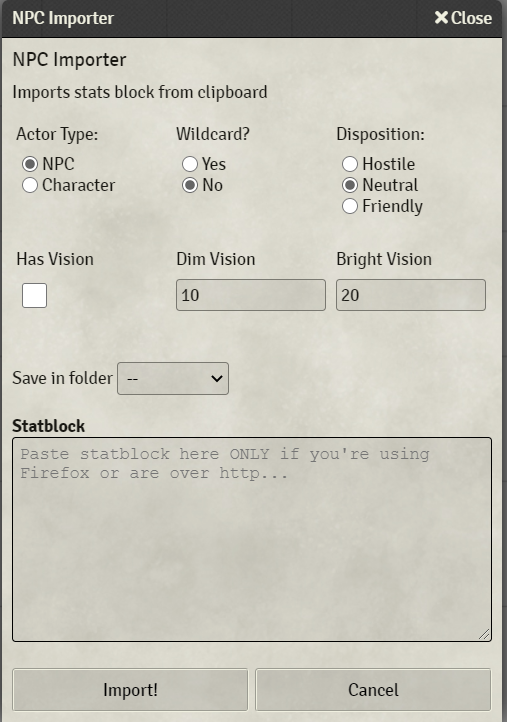 NPC Importer
Close
NPC Importer
Imports stats block from clipboard
Actor Type: Wildcard? Disposition:
NPC Yes Hostile
Character No Neutral
Friendly
Has Vision Dim Vision Bright Vision
10 20
Save in folder --
Statblock
Paste statblock here ONLY if you're using
Firefox or are over http...
Import! Cancel